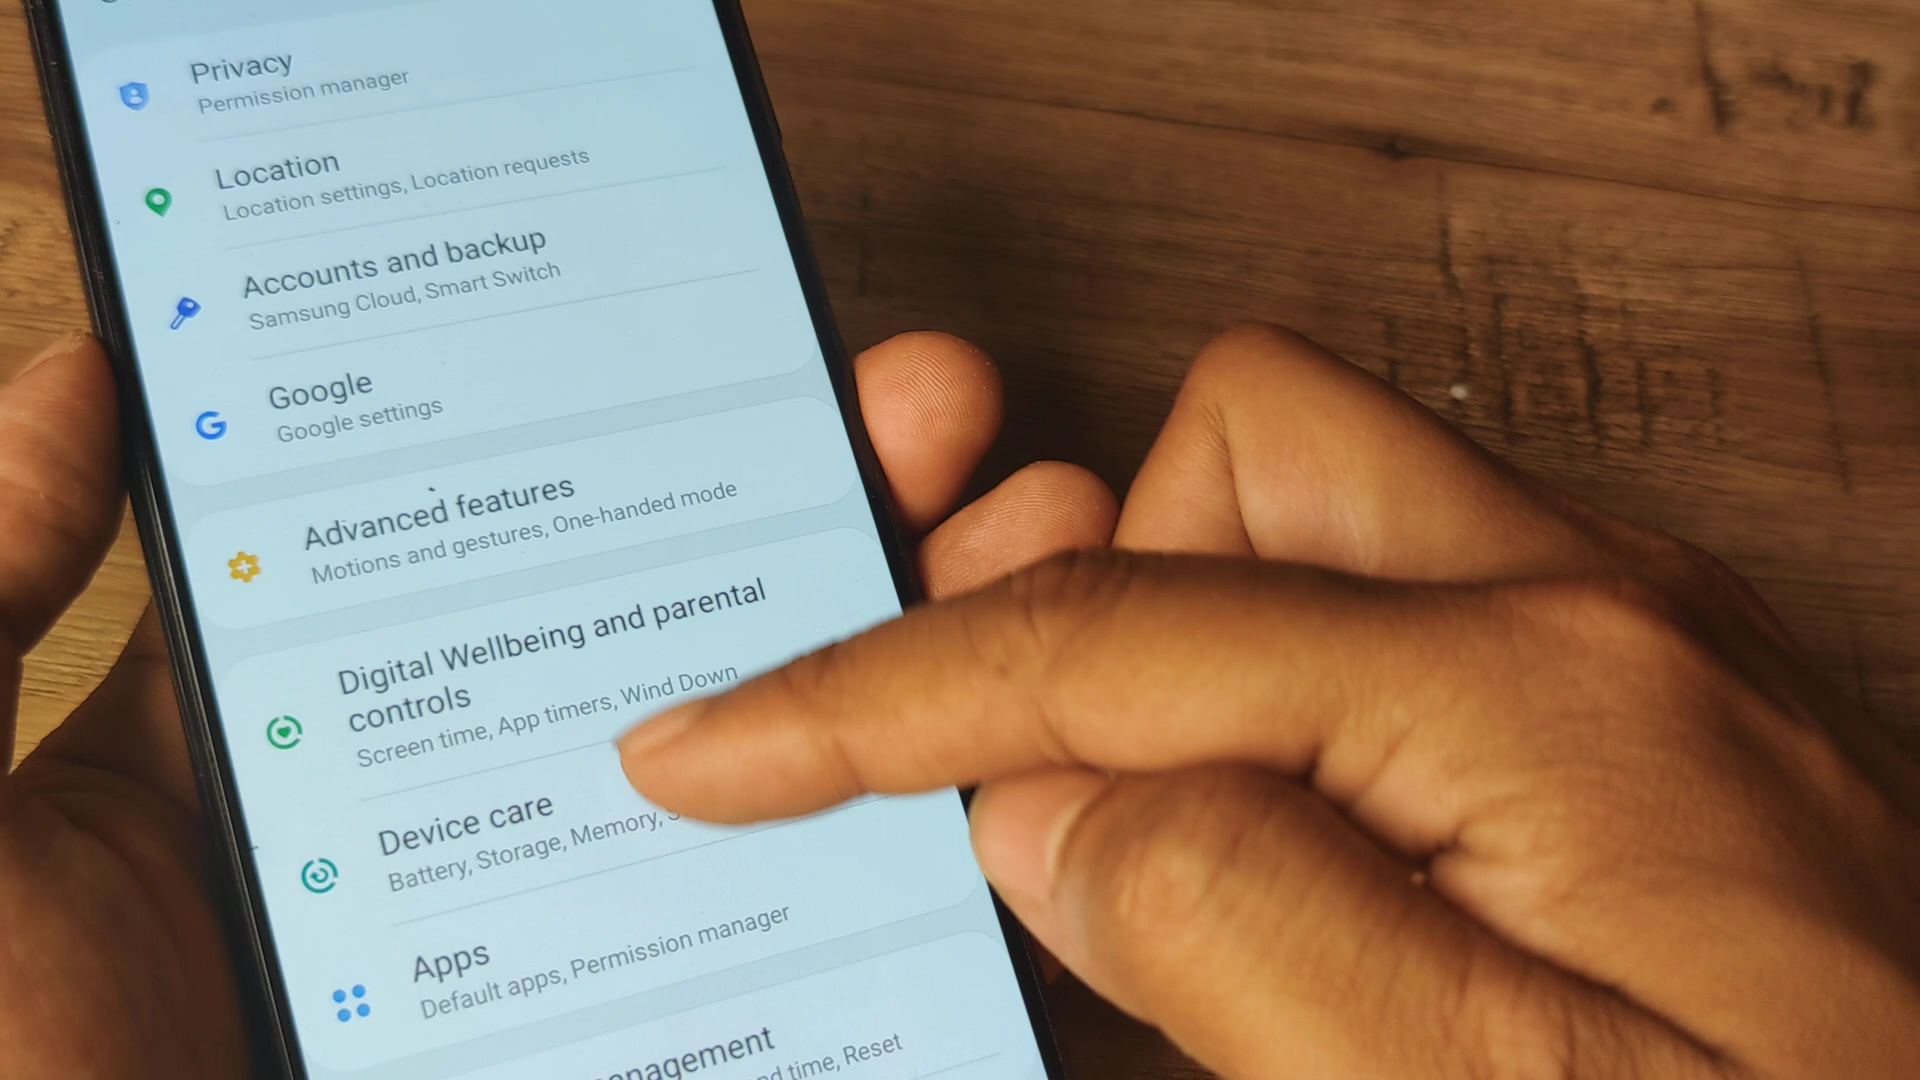 Privacy
Permission manager
Location
Location settings, Location requests
Accounts and backup
Samsung Cloud, Smart Switch
Google
Google settings
Advanced features
Motions and gestures, One-handed mode
Digital Wellbeing and parental
controls
Screen time, App timers, Wind Down
Device care
Battery, Storage, Memory,
Apps
Default apps, Permission manager
time, Reset